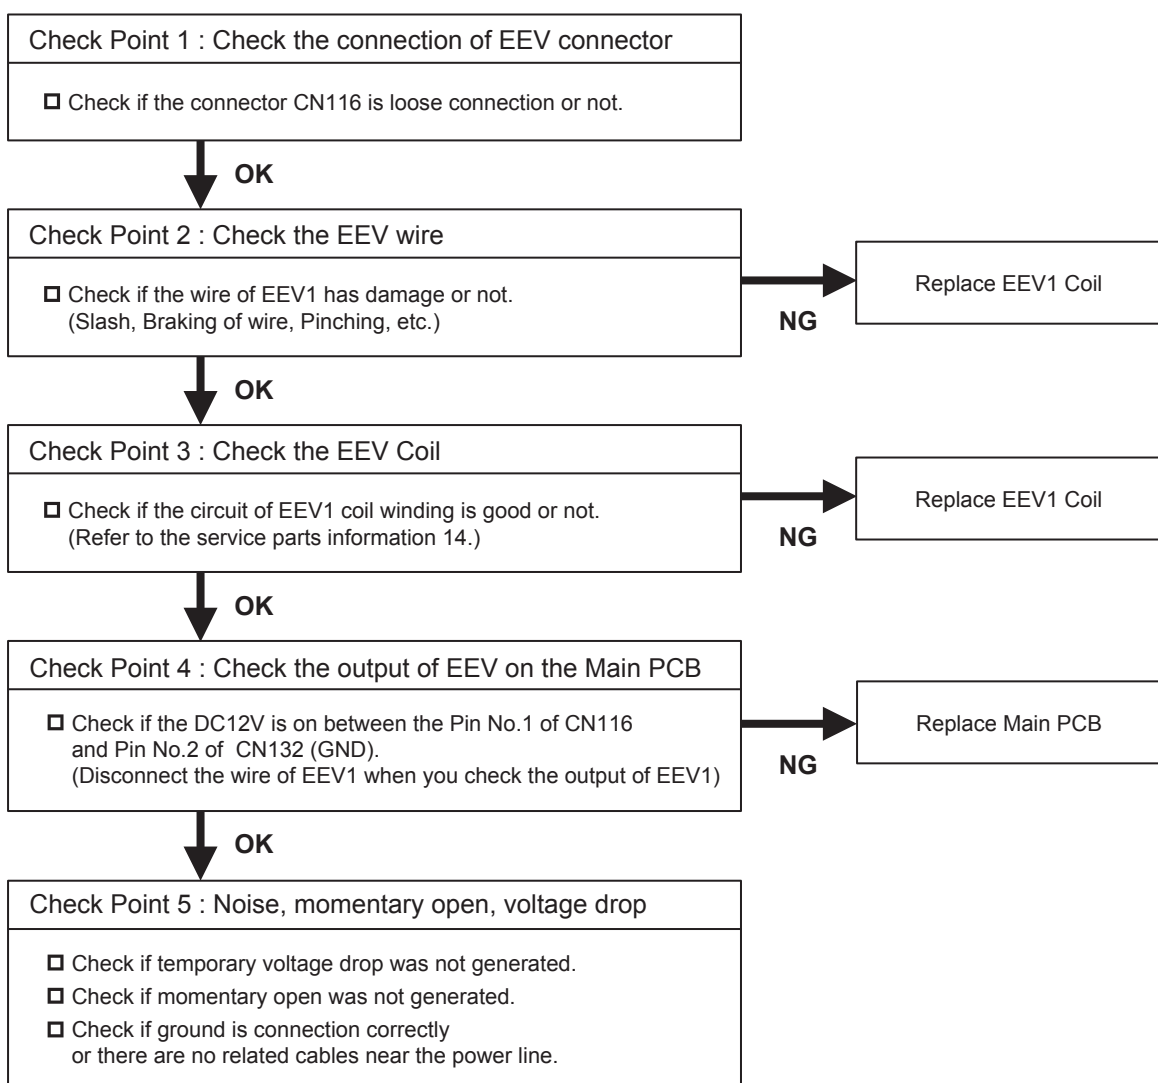 Check Point 1 : Check the connection of EEV connector
Check if the connector CN116 is loose connection or not.
OK
Check Point 2 : Check the EEV wire
Check if the wire of EEV1 has damage or not.
(Slash, Braking of wire, Pinching, etc.)
NG
Replace EEV1 Coil
OK
Check Point 3 : Check the EEV Coil
Check if the circuit of EEV1 coil winding is good or not.
(Refer to the service parts information 14.)
NG
Replace EEV1 Coil
OK
Check Point 4 : Check the output of EEV on the Main PCB
Check if the DC12V is on between the Pin No.1 of CN116
and Pin No.2 of CN132 (GND).
(Disconnect the wire of EEV1 when you check the output of EEV1)
NG
Replace Main PCB
OK
Check Point 5 : Noise, momentary open, voltage drop
Check if temporary voltage drop was not generated.
Check if momentary open was not generated.
Check if ground is connection correctly
or there are no related cables near the power line.